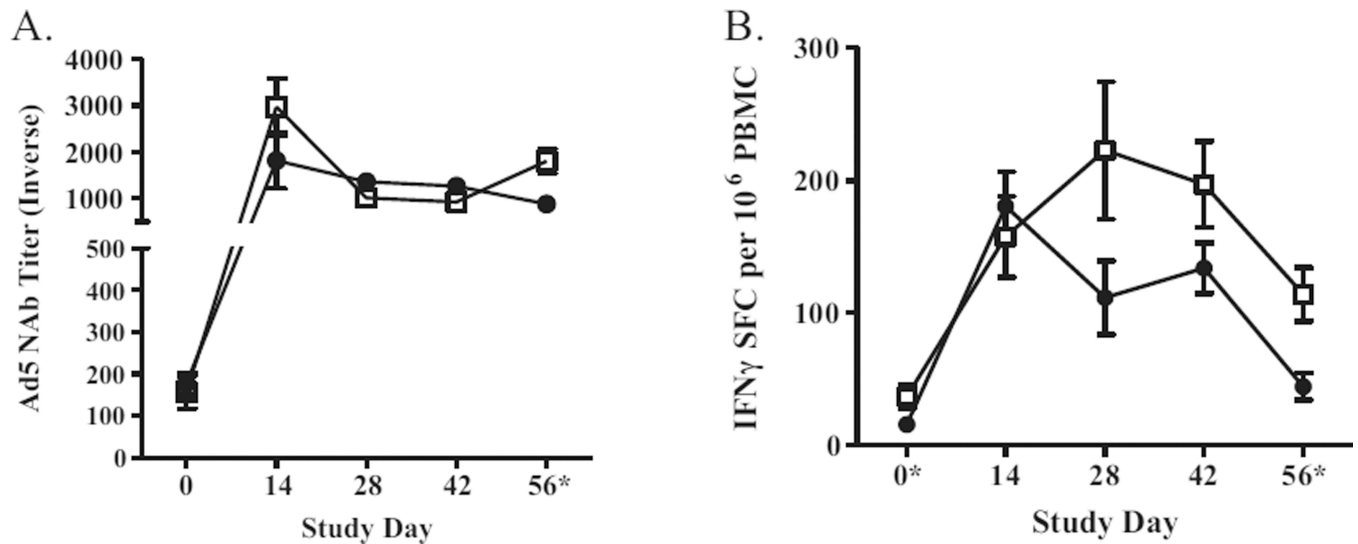 A.
Ad5 NAb Titer (Inverse)
4000
3000
2000
1000
500
400
300
200
100
0
0 14 28 42 56*
Study Day
B.
IFNγ SFC per 10⁶ PBMC
300
200
100
0
0* 14 28 42 56*
Study Day